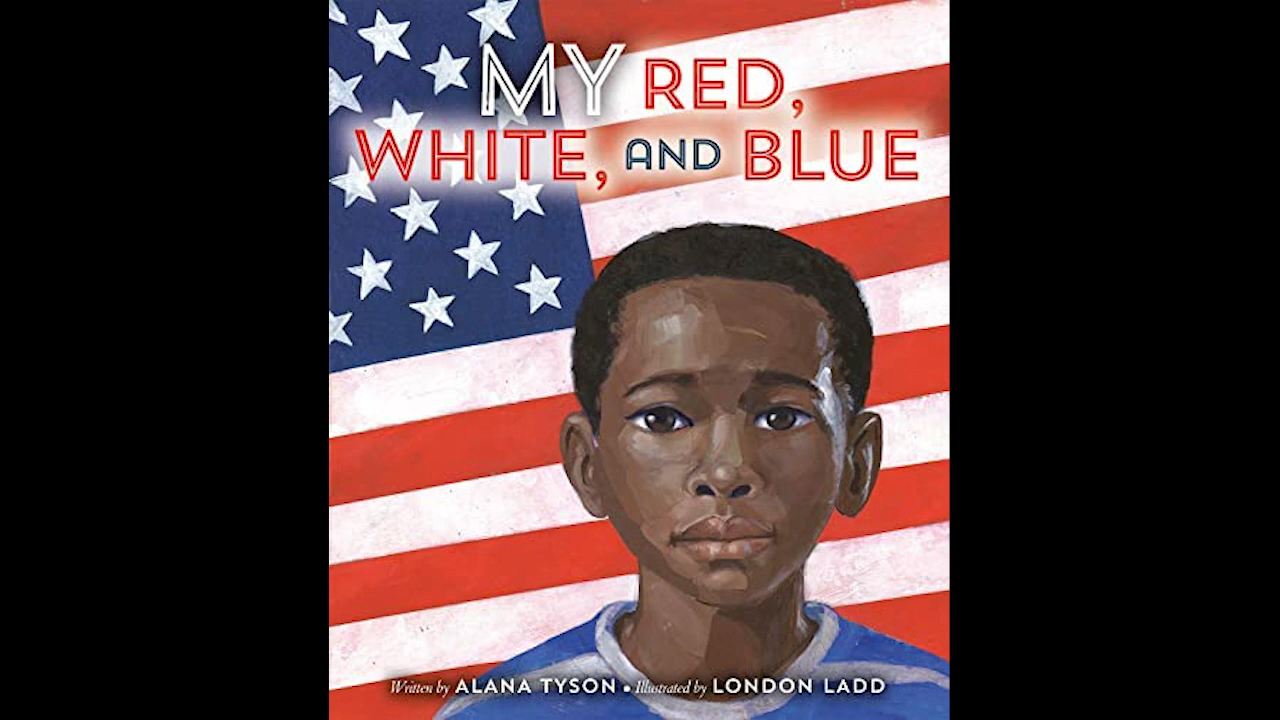 MY RED,
WHITE, AND BLUE
Written by ALANA TYSON • Illustrated by LONDON LADD